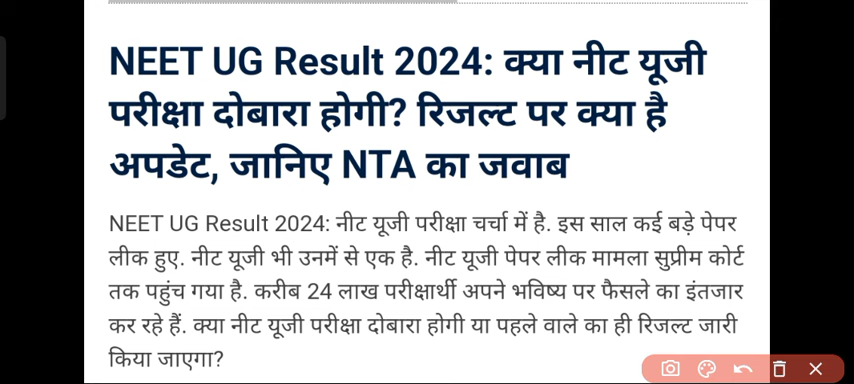 NEET UG Result 2024: क्या नीट यूजी
परीक्षा दोबारा होगी? रिजल्ट पर क्या है
अपडेट, जानिए NTA का जवाब
NEET UG Result 2024: नीट यूजी परीक्षा चर्चा में है. इस साल कई बड़े पेपर
लीक हुए. नीट यूजी भी उनमें से एक है. नीट यूजी पेपर लीक मामला सुप्रीम कोर्ट
तक पहुंच गया है. करीब 24 लाख परीक्षार्थी अपने भविष्य पर फैसले का इंतजार
कर रहे हैं. क्या नीट यूजी परीक्षा दोबारा होगी या पहले वाले का ही रिजल्ट जारी
किया जाएगा?